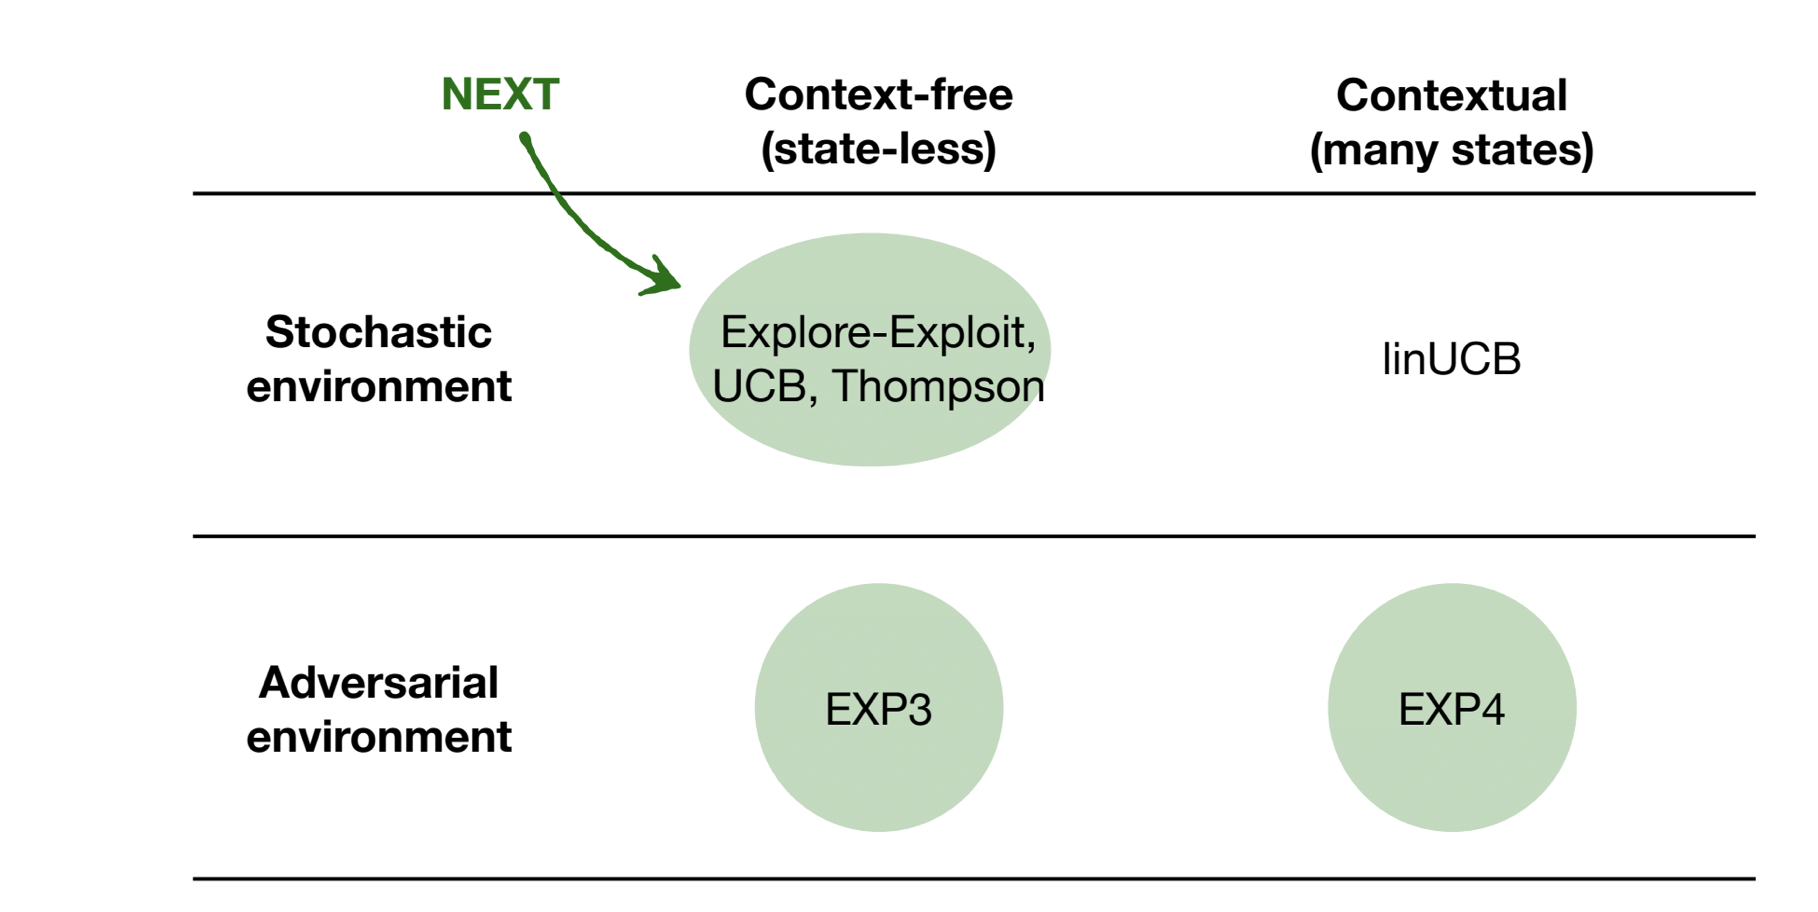 NEXT
Context-free
(state-less)
Contextual
(many states)
Stochastic
environment
Explore-Exploit,
UCB, Thompson
linUCB
Adversarial
environment
EXP3
EXP4